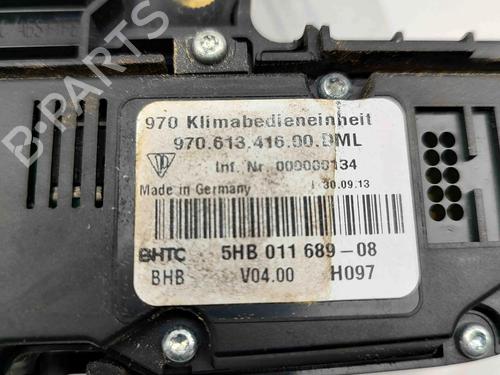 B-PARTS
970 Klimabedieneinheit
970.613.416.00.DML
Inf. Nr. 000000134
Made in Germany 30.09.13
BHTC 5HB 011 689-08
BHB V04.00 H097